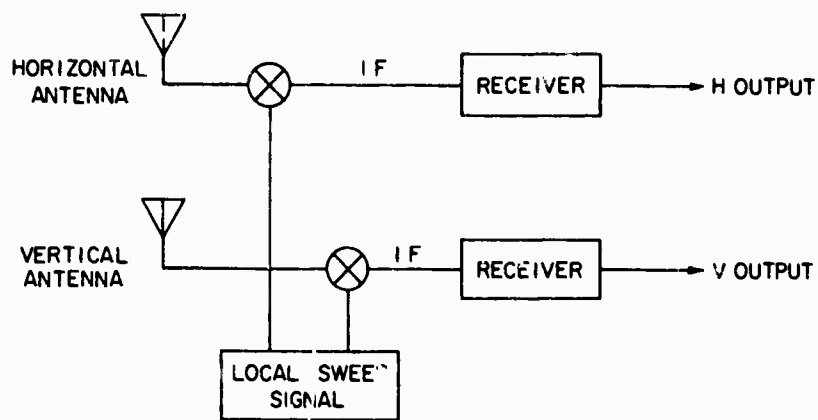 HORIZONTAL
ANTENNA
IF
RECEIVER
H OUTPUT
VERTICAL
ANTENNA
IF
RECEIVER
V OUTPUT
LOCAL
SIGNAL